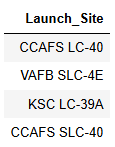 Launch_Site
CCAFS LC-40
VAFB SLC-4E
KSC LC-39A
CCAFS SLC-40